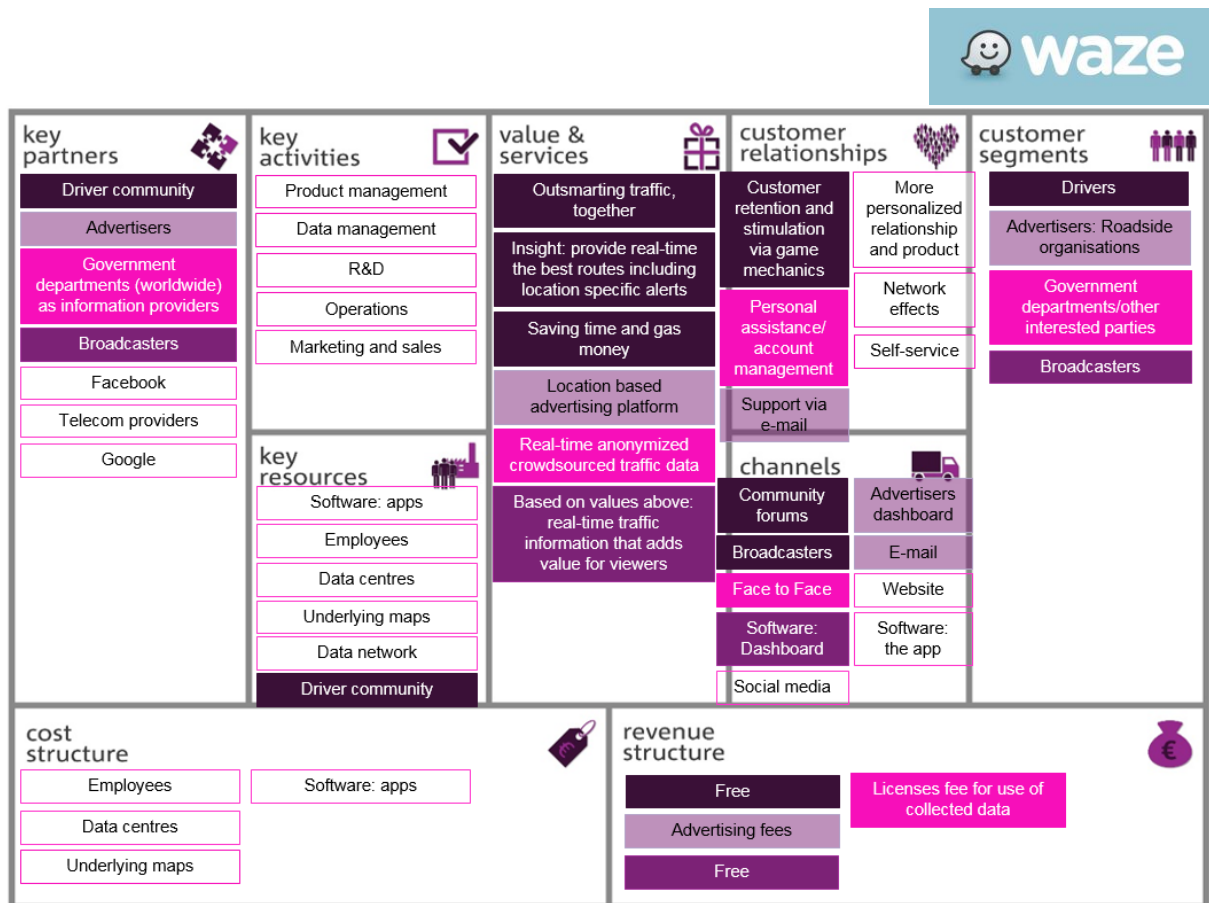 waze
key
partners
Driver community
Advertisers
Government
departments (worldwide)
as information providers
Broadcasters
Facebook
Telecom providers
Google
key
activities
Product management
Data management
R&D
Operations
Marketing and sales
key
resources
Software: apps
Employees
Data centres
Underlying maps
Data network
Driver community
value &
services
Outsmarting traffic,
together
Insight: provide real-time
the best routes including
location specific alerts
Saving time and gas
money
Location based
advertising platform
Real-time anonymized
crowdsourced traffic data
Based on values above:
real-time traffic
information that adds
value for viewers
customer
relationships
Customer
retention and
stimulation
via game
mechanics
Personal
assistance/
account
management
Support via
e-mail
More
personalized
relationship
and product
Network
effects
Self-service
channels
Community
forums
Broadcasters
Face to Face
Software:
Dashboard
Social media
Advertisers
dashboard
E-mail
Website
Software:
the app
customer
segments
Drivers
Advertisers: Roadside
organisations
Government
departments/other
interested parties
Broadcasters
cost
structure
€
Employees
Data centres
Underlying maps
Software: apps
revenue
structure
€
Free
Advertising fees
Free
Licenses fee for use of
collected data